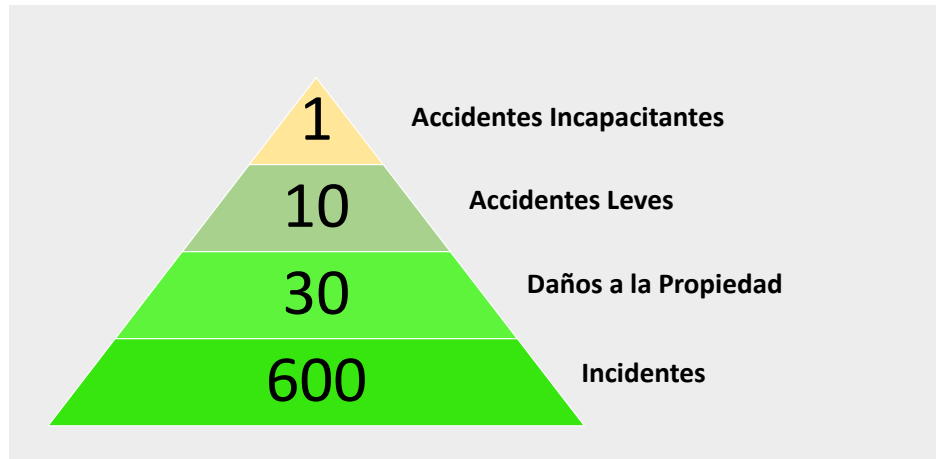 1
Accidentes Incapacitantes
10
Accidentes Leves
30
Daños a la Propiedad
600
Incidentes